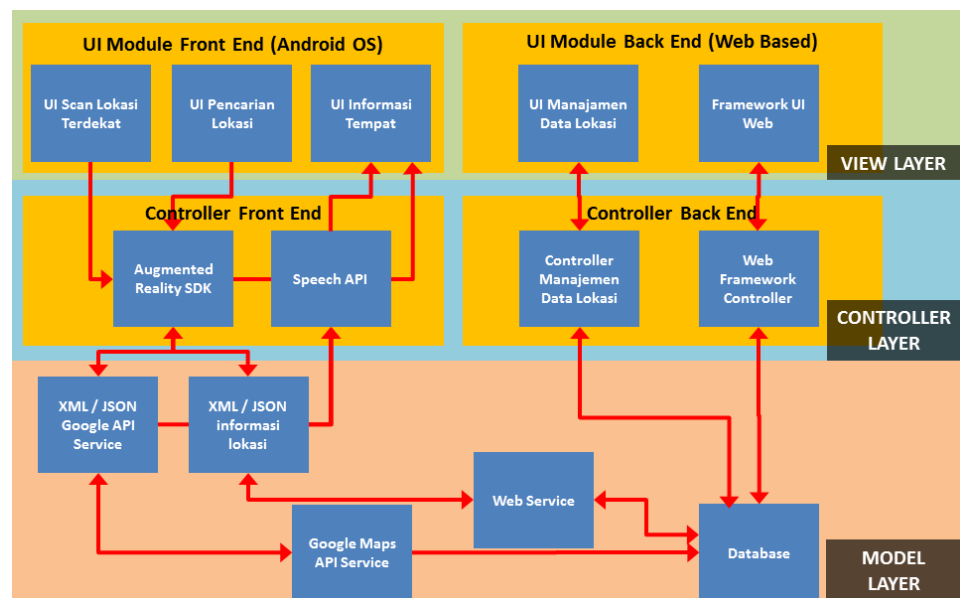 UI Module Front End (Android OS)
UI Scan Lokasi
Terdekat
UI Pencarian
Lokasi
UI Informasi
Tempat
UI Module Back End (Web Based)
UI Manajamen
Data Lokasi
Framework UI
Web
VIEW LAYER
Controller Front End
Augmented
Reality SDK
Speech API
Controller Back End
Controller
Manajemen
Data Lokasi
Web
Framework
Controller
CONTROLLER
LAYER
XML / JSON
Google API
Service
XML / JSON
informasi
lokasi
Web Service
Google Maps
API Service
Database
MODEL
LAYER